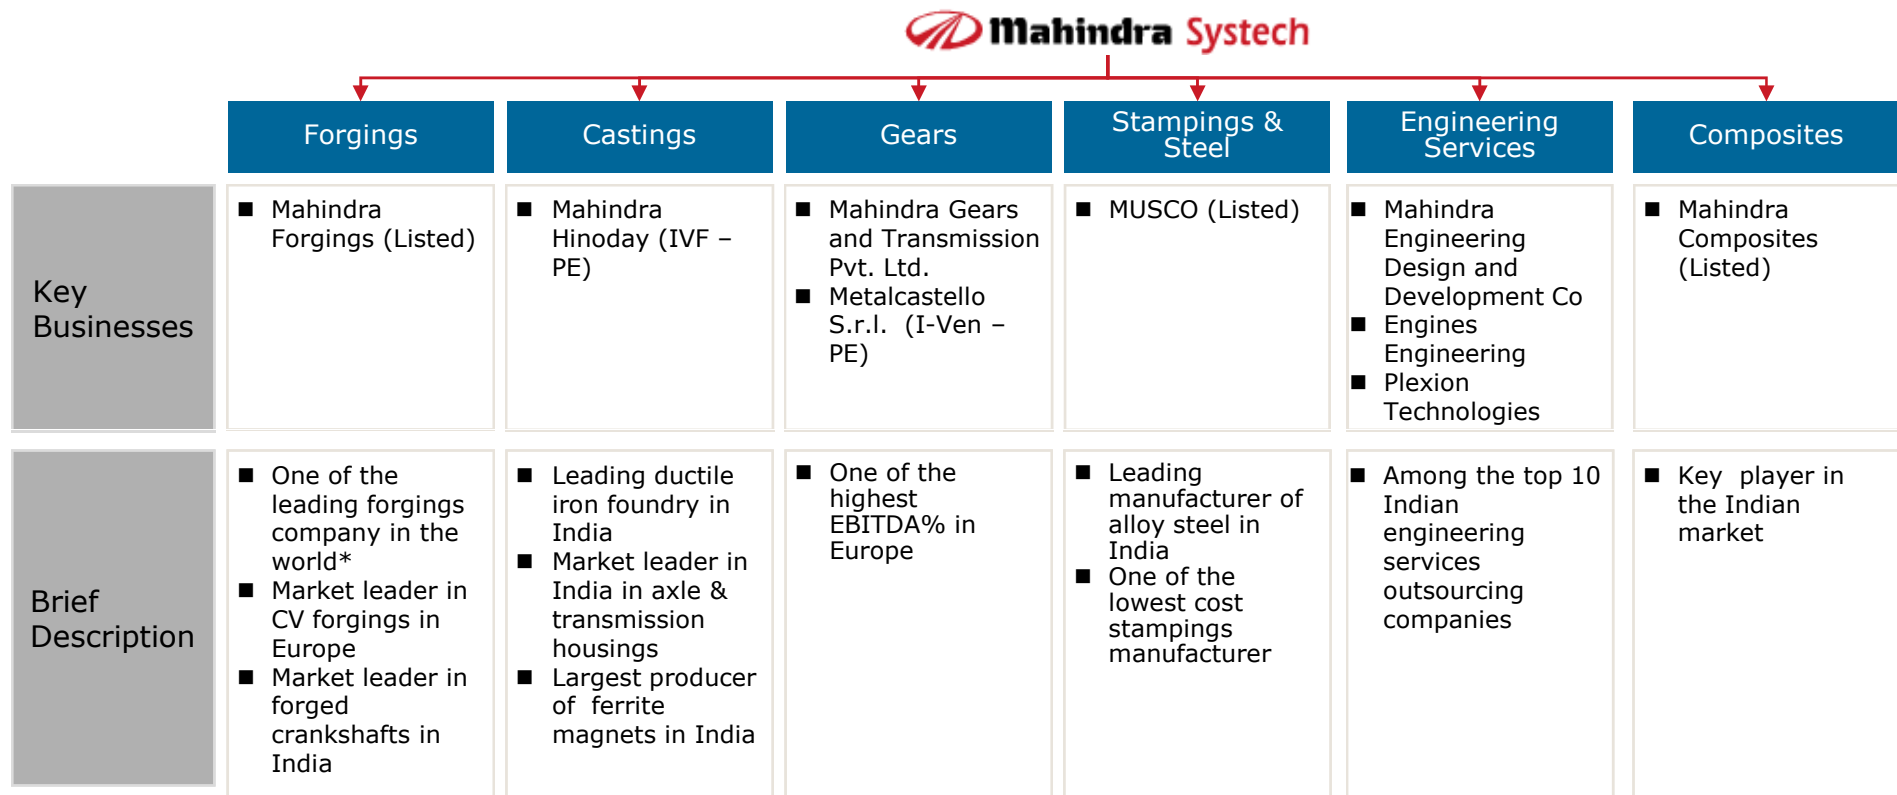 Mahindra Systech
Forgings
Castings
Gears
Stampings &
Steel
Engineering
Services
Composites
Key
Businesses
■ Mahindra
Forgings (Listed)
■ Mahindra
Hinoday (IVF –
PE)
■ Mahindra Gears
and Transmission
Pvt. Ltd.
■ Metalcastello
S.r.l. (I-Ven –
PE)
■ MUSCO (Listed)
■ Mahindra
Engineering
Design and
Development Co
■ Engines
Engineering
■ Plexion
Technologies
■ Mahindra
Composites
(Listed)
Brief
Description
■ One of the
leading forgings
company in the
world*
■ Market leader in
CV forgings in
Europe
■ Market leader in
forged
crankshafts in
India
■ Leading ductile
iron foundry in
India
■ Market leader in
India in axle &
transmission
housings
■ Largest producer
of ferrite
magnets in India
■ One of the
highest
EBITDA% in
Europe
■ Leading
manufacturer of
alloy steel in
India
■ One of the
lowest cost
stampings
manufacturer
■ Among the top 10
Indian
engineering
services
outsourcing
companies
■ Key player in
the Indian
market